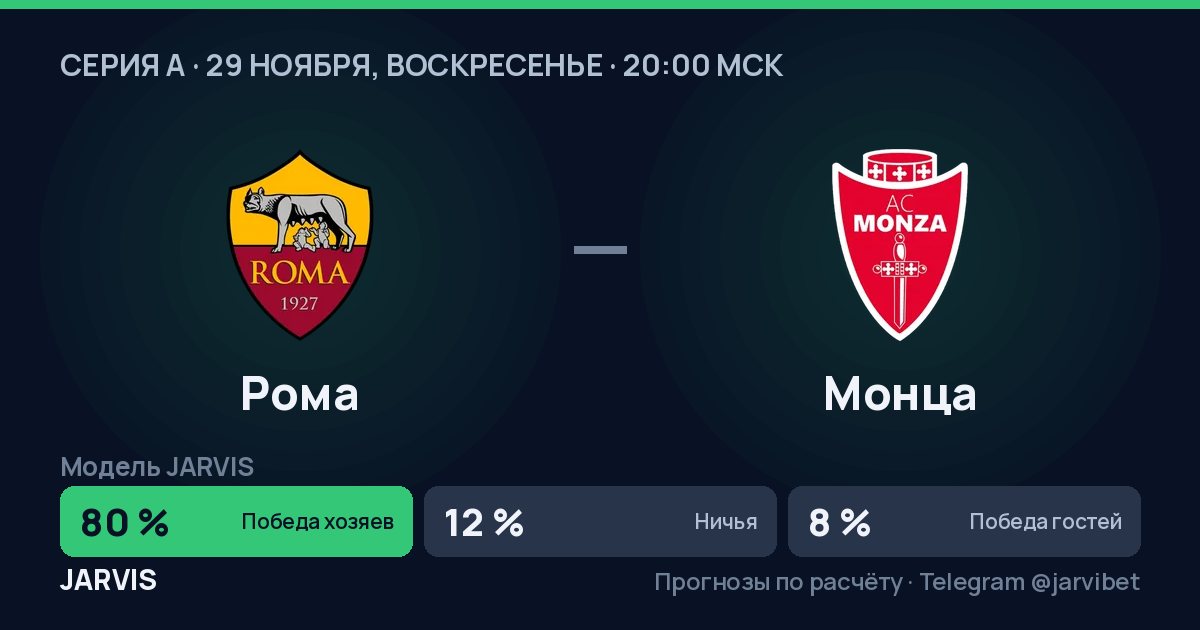 СЕРИЯ А · 29 НОЯБРЯ, ВОСКРЕСЕНЬЕ · 20:00 МСК
ROMA
1927
AC
MONZA
Рома
Монца
Модель JARVIS
80 % Победа хозяев
12 % Ничья
8 % Победа гостей
JARVIS
Прогнозы по расчёту · Telegram @jarvibet